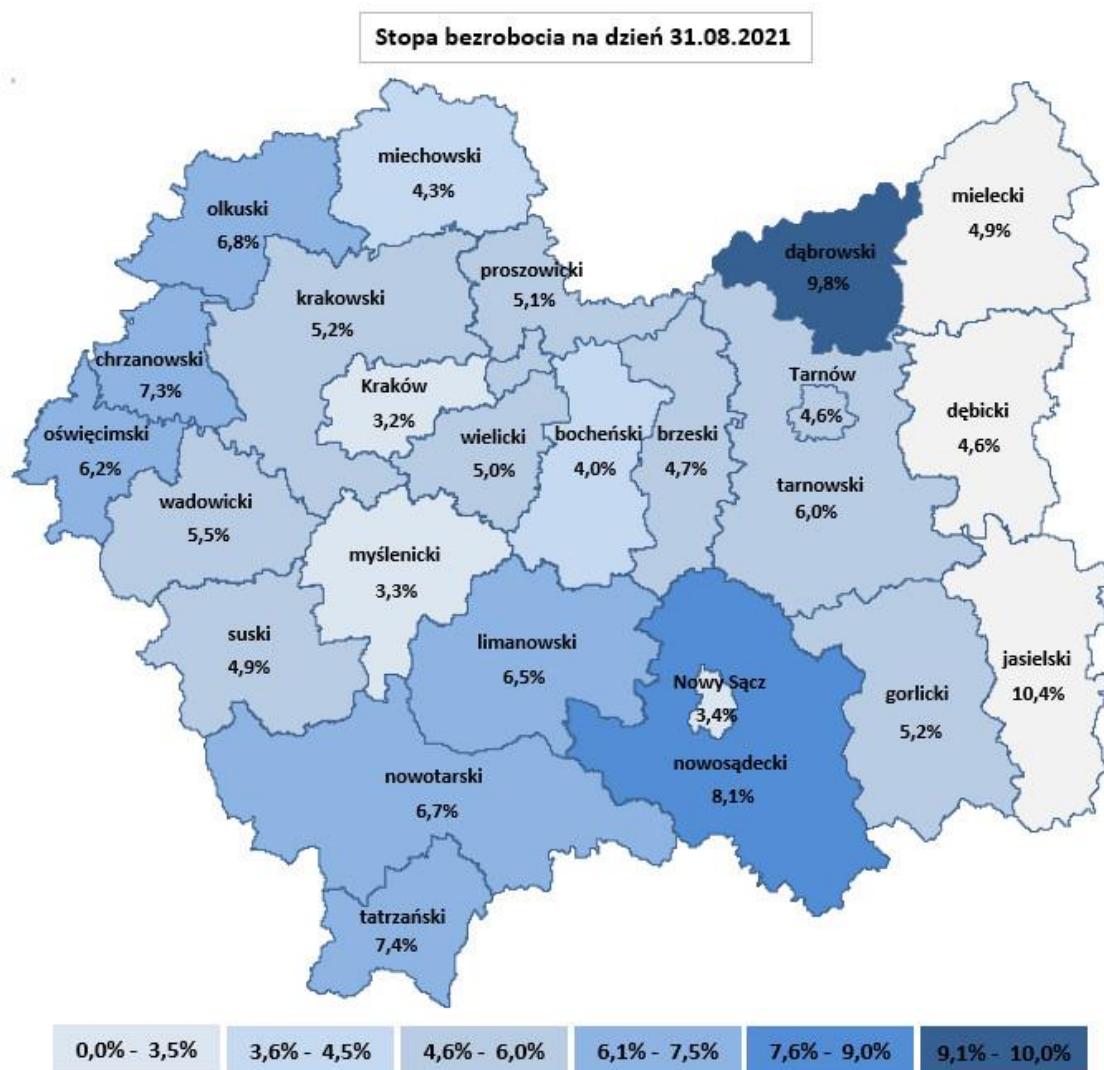 Stopa bezrobocia na dzień 31.08.2021
miechowski
4,3%
olkuski
6,8%
mielecki
4,9%
dąbrowski
9,8%
proszowicki
5,1%
krakowski
5,2%
chrzanowski
7,3%
Kraków
3,2%
Tarnów
4,6%
dębicki
4,6%
oświęcimski
6,2%
wielicki
5,0%
bocheński
4,0%
brzeski
4,7%
tarnowski
6,0%
wadowicki
5,5%
myślenicki
3,3%
suski
4,9%
limanowski
6,5%
jasielski
10,4%
Nowy Sącz
3,4%
gorlicki
5,2%
nowosądecki
8,1%
nowotarski
6,7%
tatrzański
7,4%
0,0% - 3,5% 3,6% - 4,5% 4,6% - 6,0% 6,1% - 7,5% 7,6% - 9,0% 9,1% - 10,0%